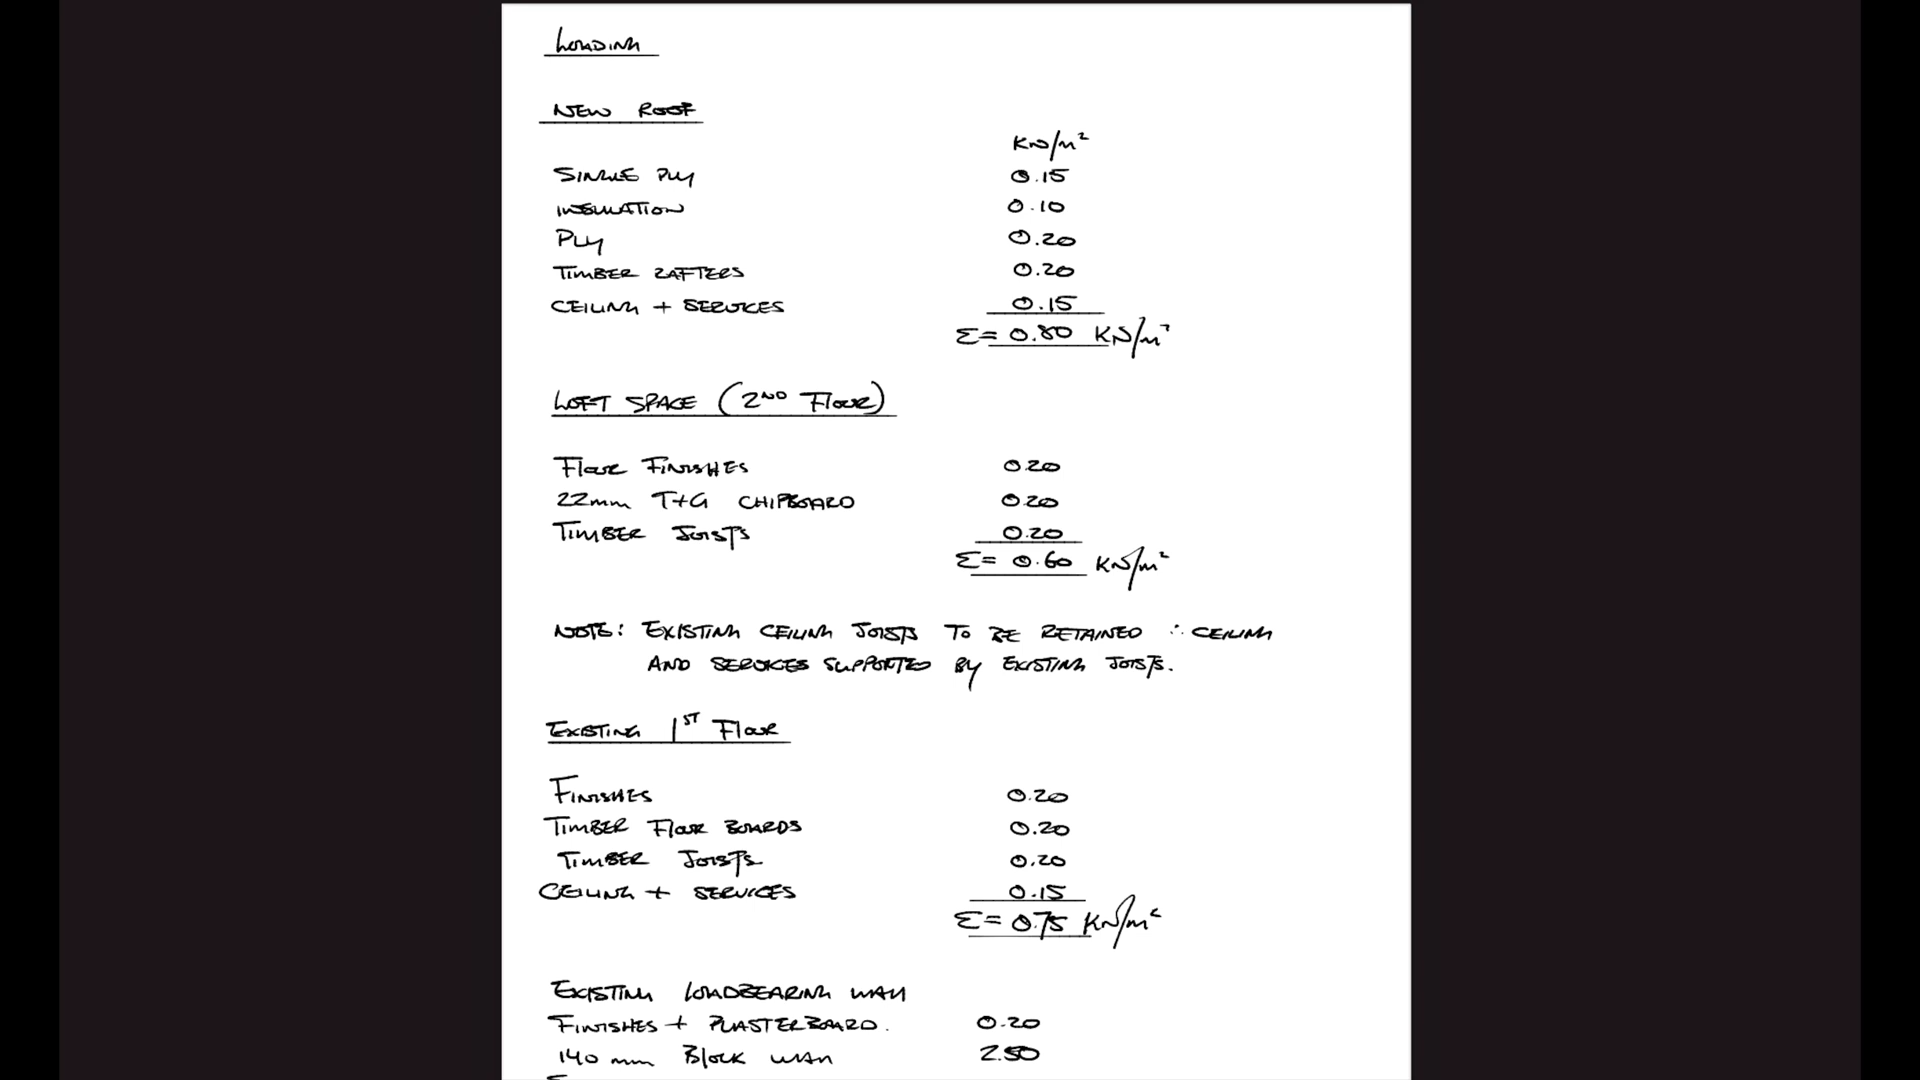 LOADING
NEW ROOF
KN/m²
SINGLE PLY 0.15
INSULATION 0.10
PLY 0.20
TIMBER RAFTERS 0.20
CEILING + SERVICES 0.15
Σ= 0.80 KN/m²
LOFT SPACE (2ND FLOOR)
FLOOR FINISHES 0.20
22mm T+G CHIPBOARD 0.20
TIMBER JOISTS 0.20
Σ= 0.60 KN/m²
NOTE: EXISTING CEILING JOISTS TO BE RETAINED ∴ CEILING
AND SERVICES SUPPORTED BY EXISTING JOISTS.
EXISTING 1ST FLOOR
FINISHES 0.20
TIMBER FLOOR BOARDS 0.20
TIMBER JOISTS 0.20
CEILING + SERVICES 0.15
Σ= 0.75 KN/m²
EXISTING LOADBEARING WALL
FINISHES + PLASTERBOARD. 0.20
140 mm BLOCK WALL 2.50